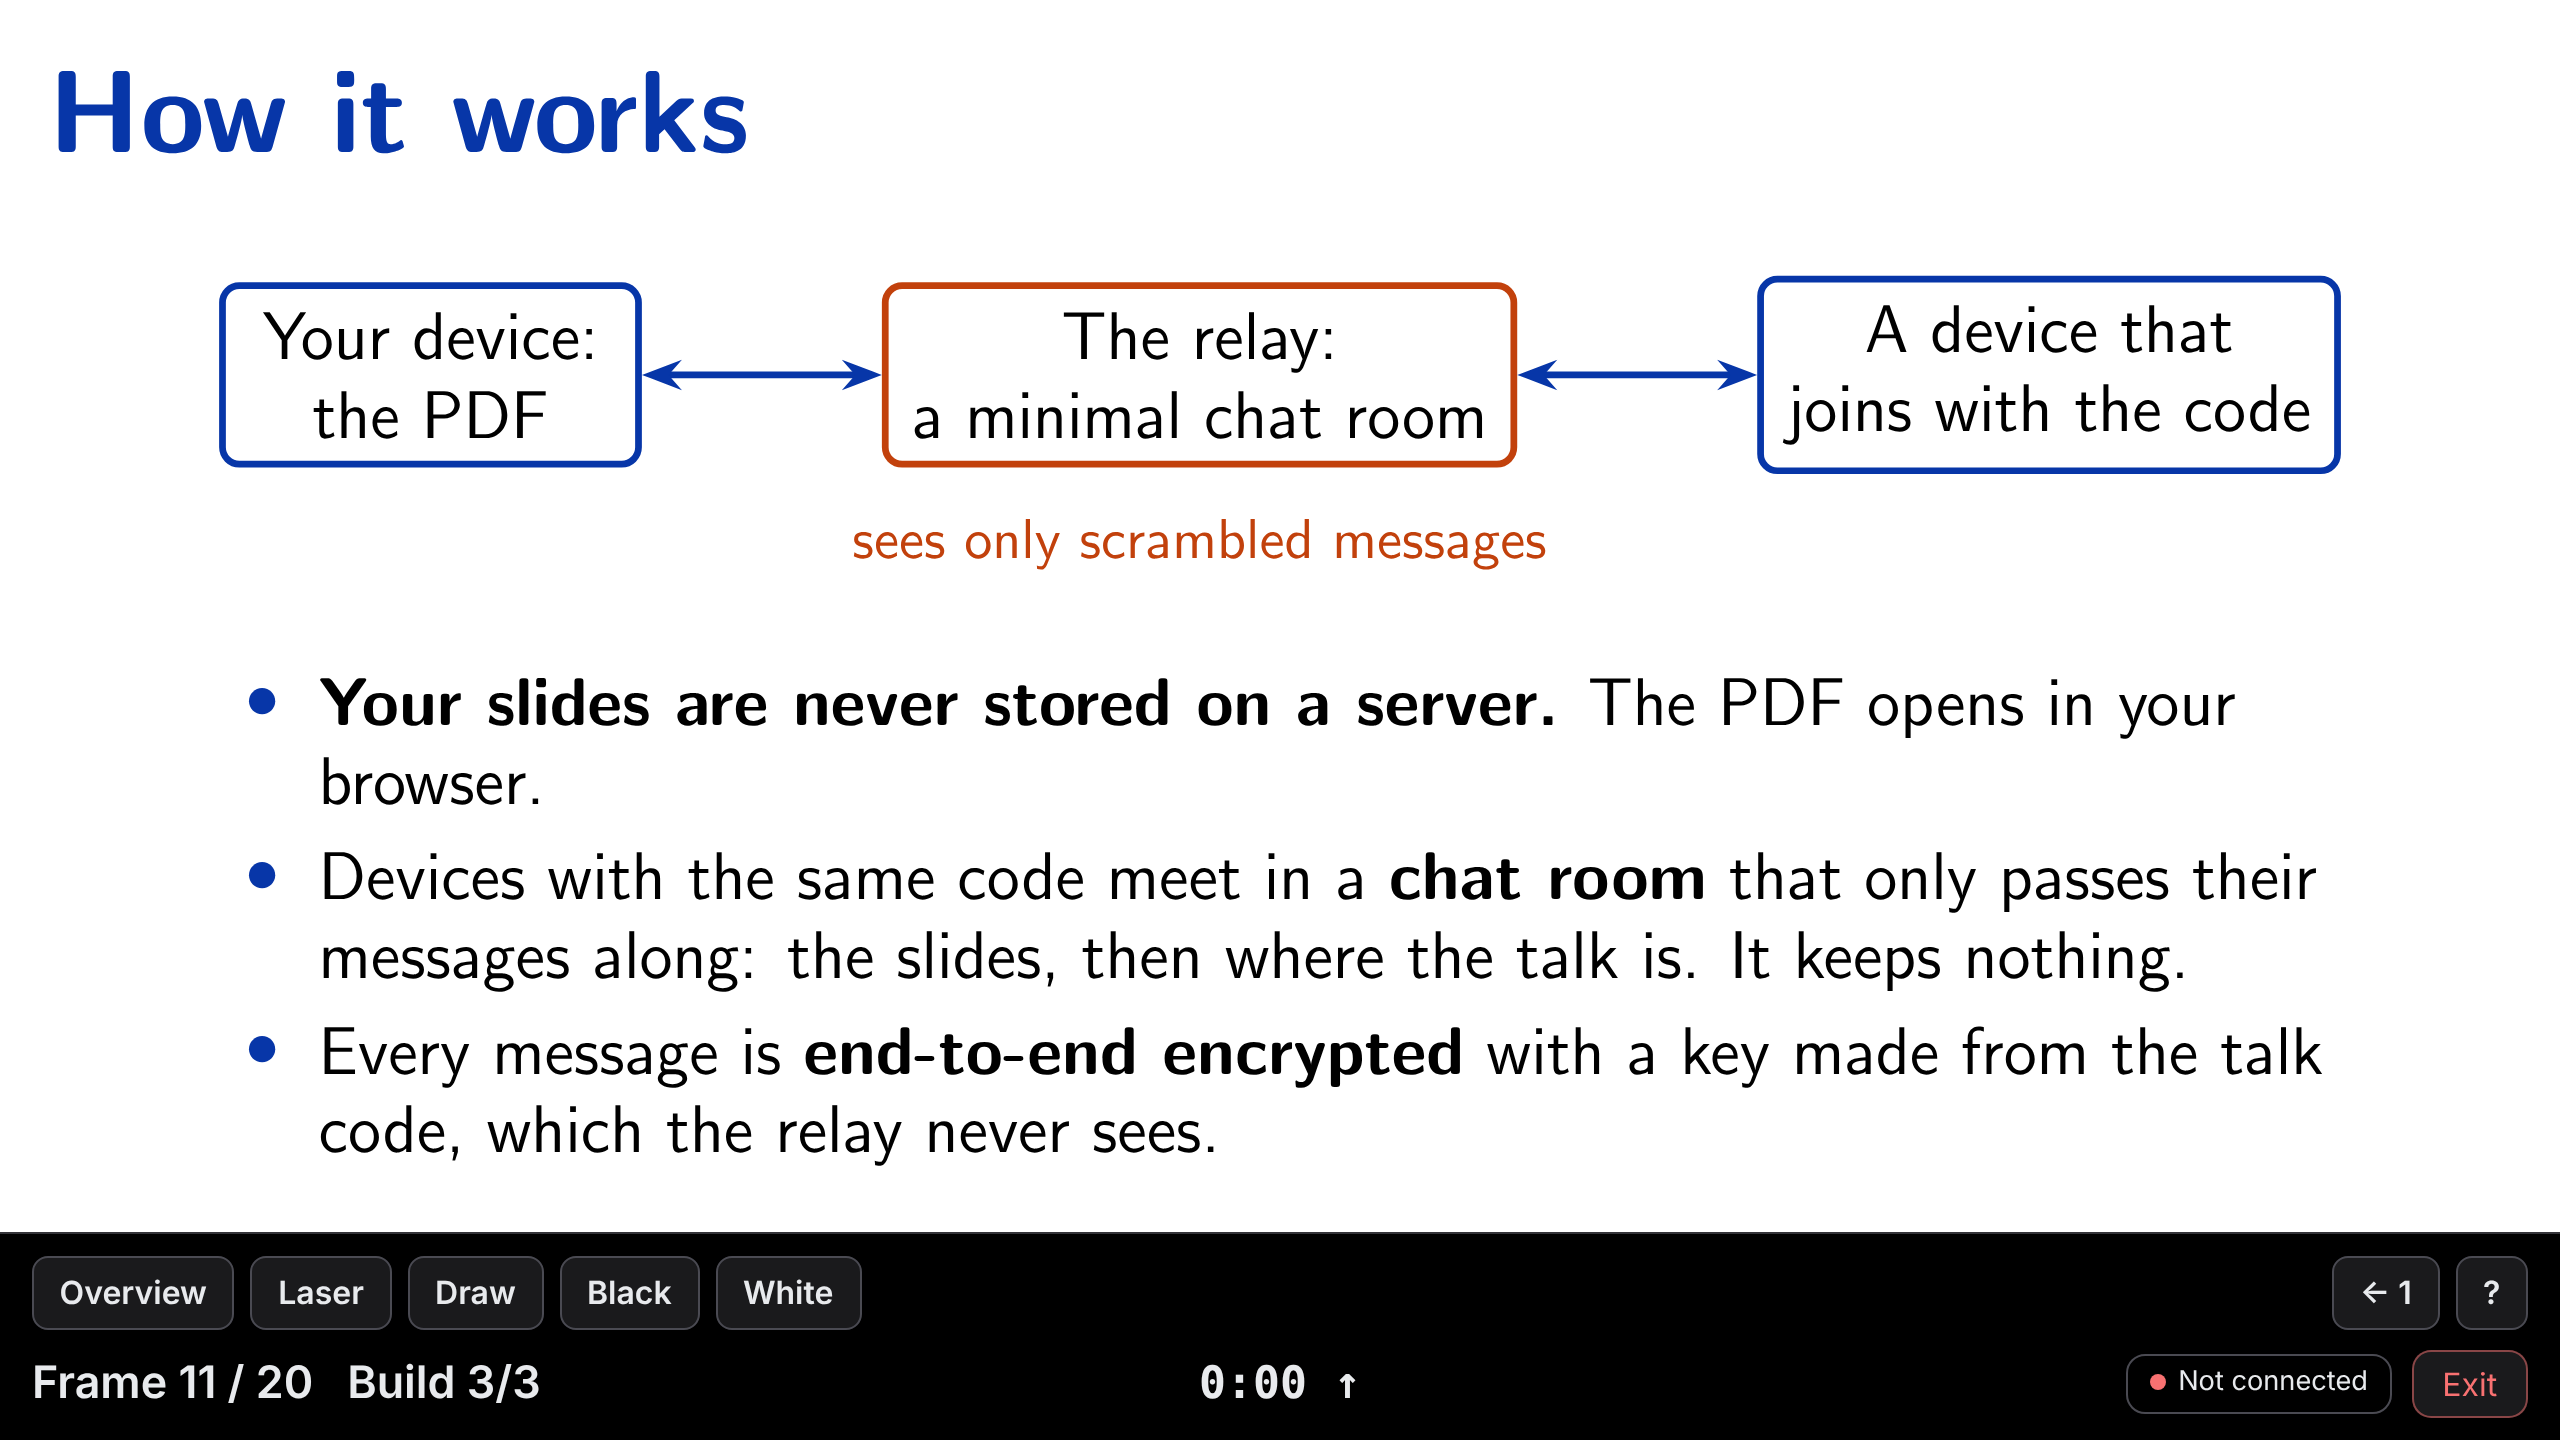 How it works
Your device:
the PDF
The relay:
a minimal chat room
A device that
joins with the code
sees only scrambled messages
• Your slides are never stored on a server. The PDF opens in your
browser.
• Devices with the same code meet in a chat room that only passes their
messages along: the slides, then where the talk is. It keeps nothing.
• Every message is end-to-end encrypted with a key made from the talk
code, which the relay never sees.
Overview Laser Draw Black White ← 1 ?
Frame 11 / 20 Build 3/3 0:00 ↑ Not connected Exit